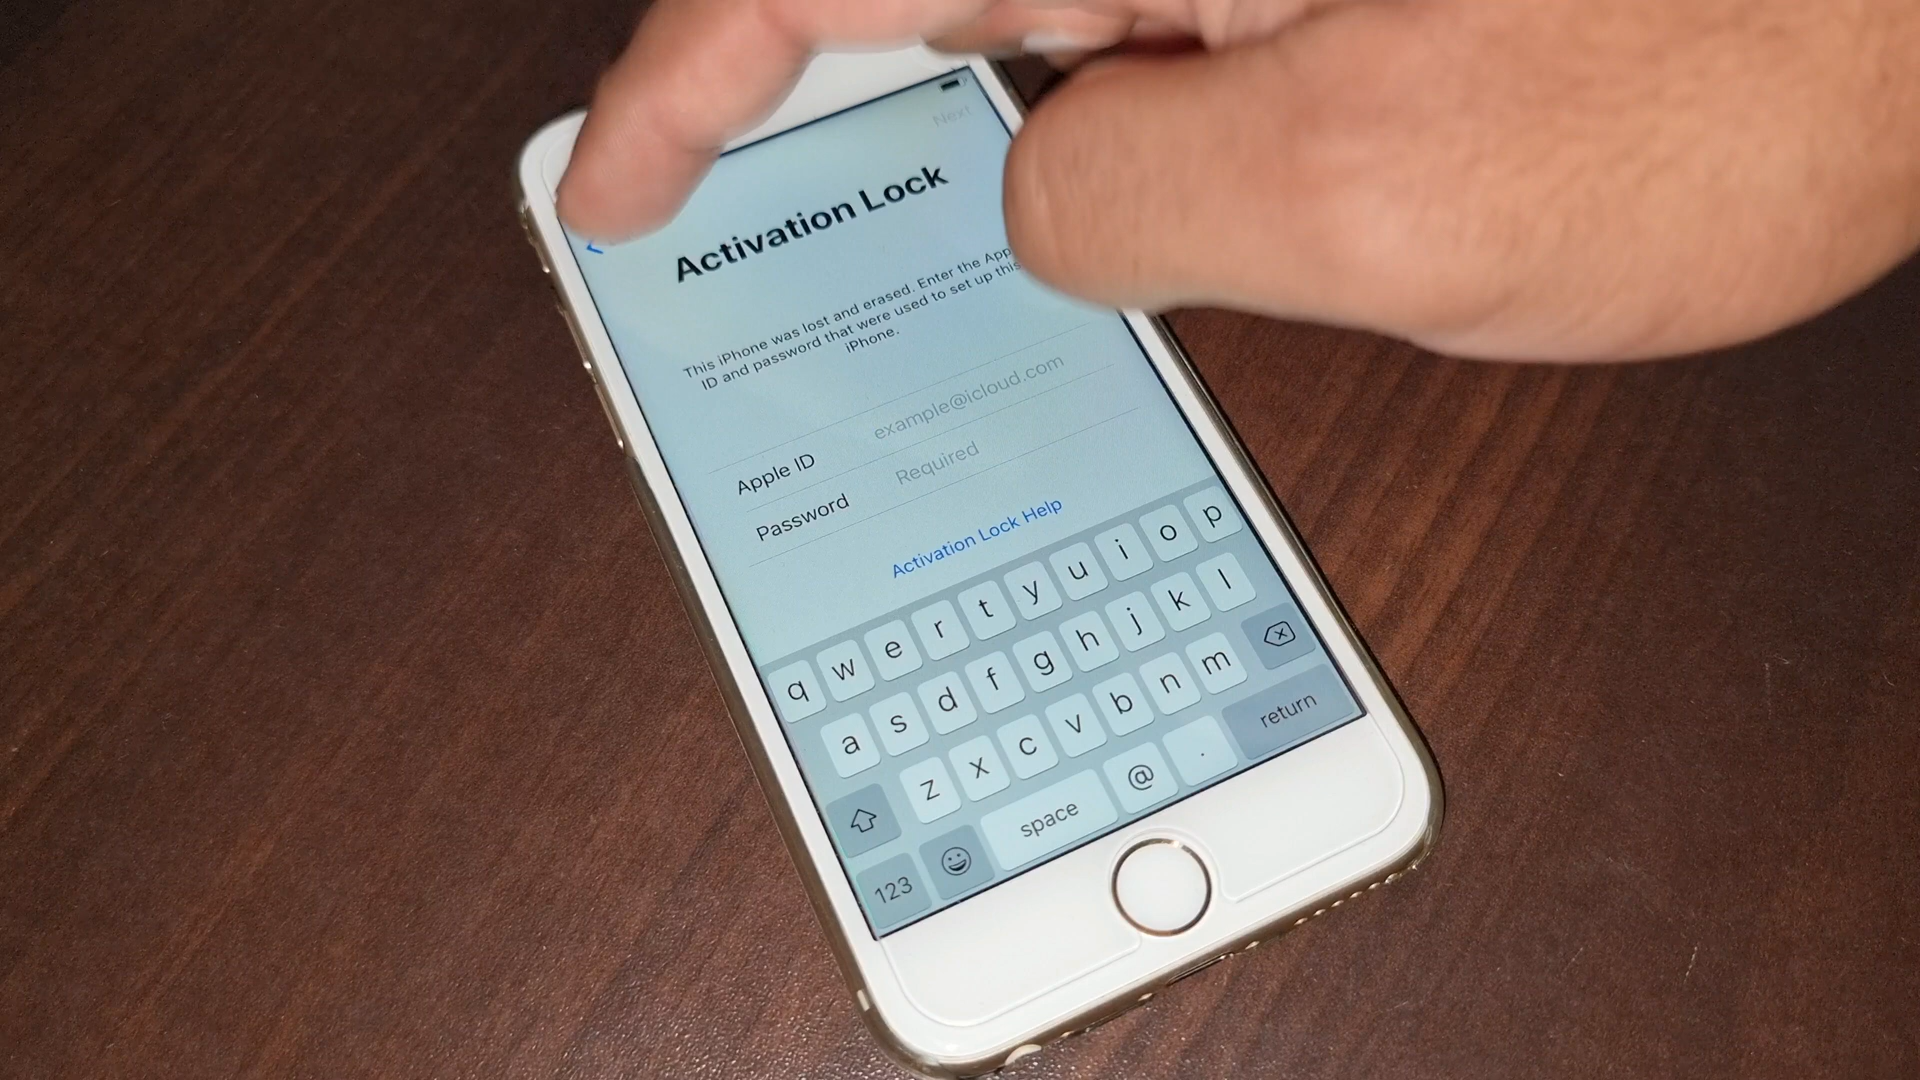 Next
Activation Lock
This iPhone was lost and erased. Enter the
ID and password that were used to set up this
iPhone.
Apple ID example@icloud.com
Password Required
Activation Lock Help
q w e r t y u i o p
a s d f g h j k l
z x c v b n m
123 space @ . return